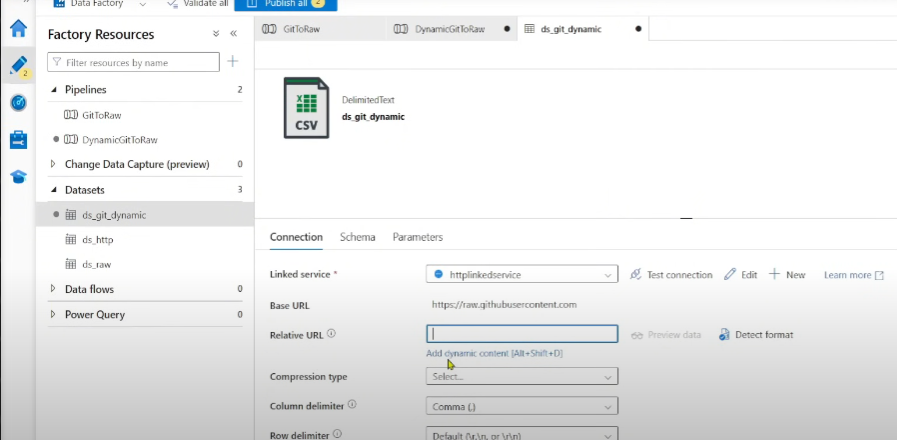 Data Factory
Validate all
Publish all 2
Factory Resources
GitToRaw
DynamicGitToRaw
ds_git_dynamic
Filter resources by name
2
Pipelines 2
GitToRaw
DynamicGitToRaw
Change Data Capture (preview) 0
Datasets 3
ds_git_dynamic
ds_http
ds_raw
Data flows 0
Power Query 0
CSV
DelimitedText
ds_git_dynamic
Connection Schema Parameters
Linked service * httplinkedservice Test connection Edit New Learn more
Base URL https://raw.githubusercontent.com
Relative URL Preview data Detect format
Add dynamic content [Alt+Shift+D]
Compression type Select...
Column delimiter Comma (,)
Row delimiter Default (\r,\n, or \r\n)